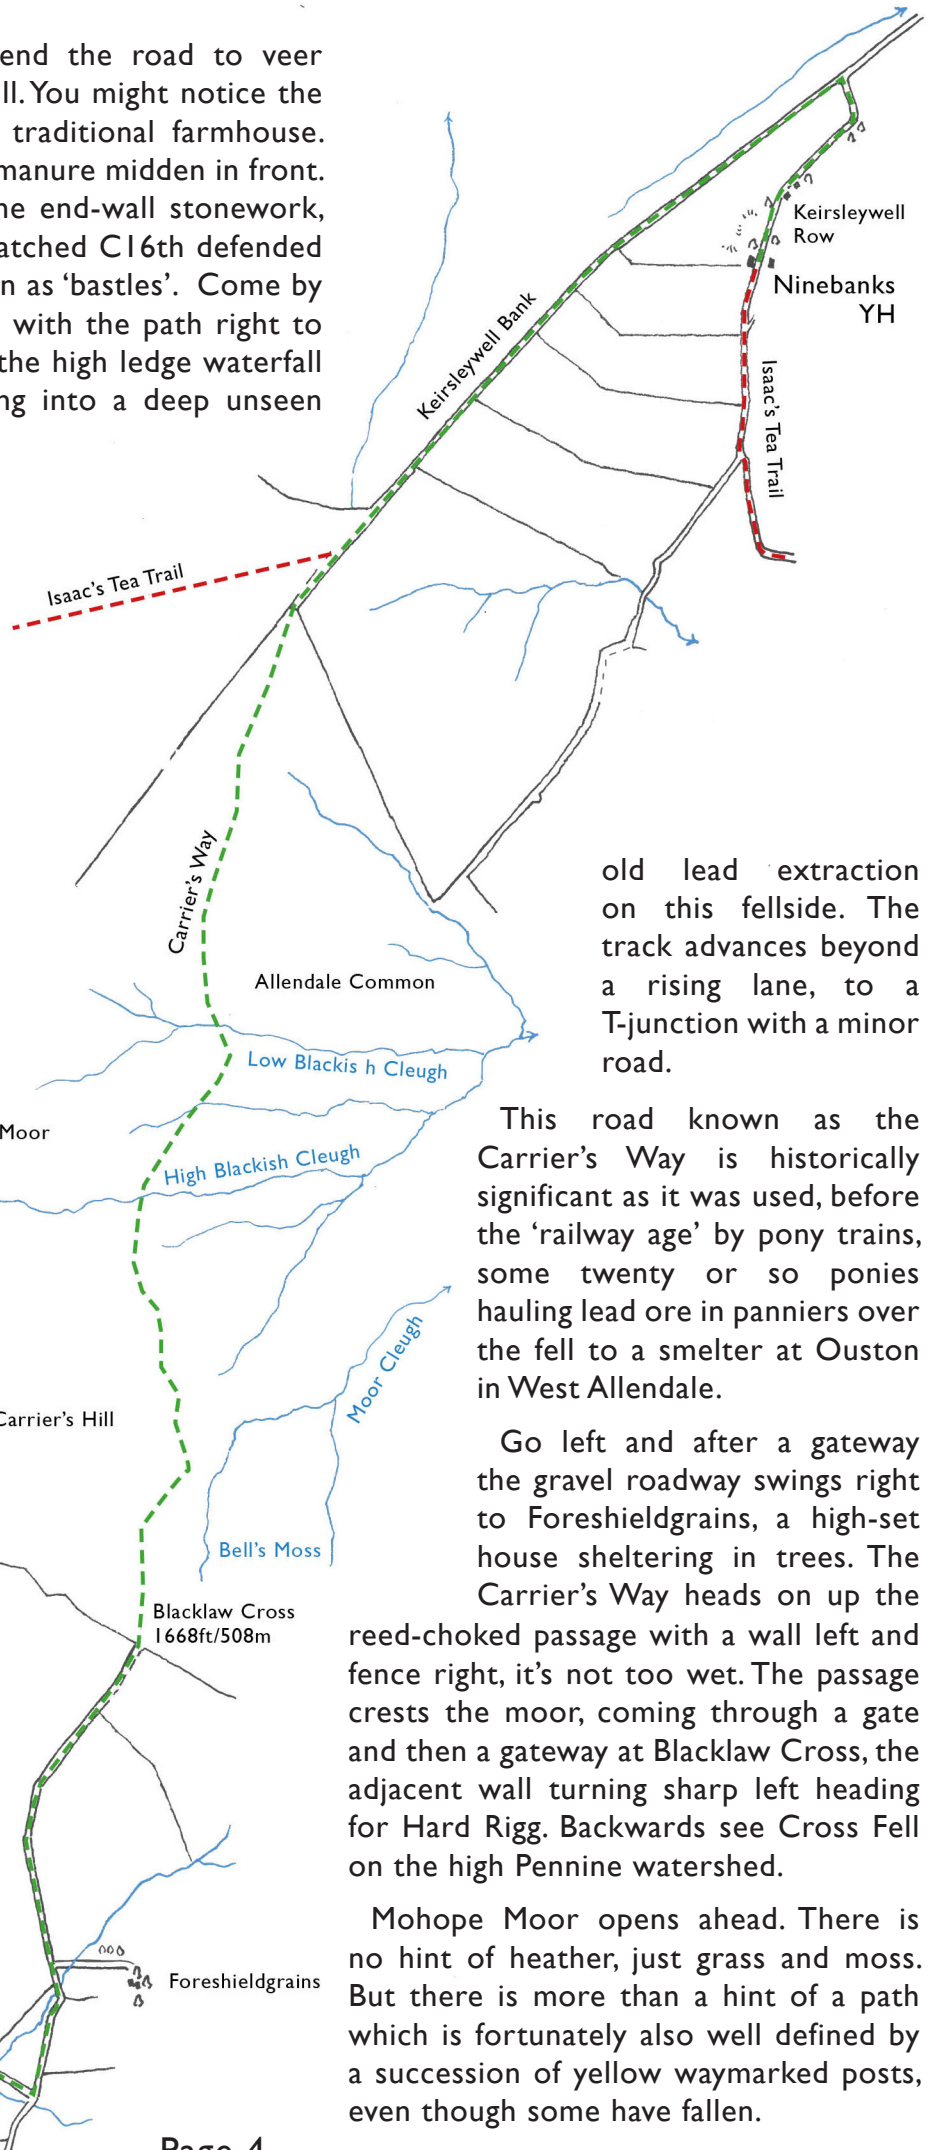 end the road to veer
ll. You might notice the
traditional farmhouse.
manure midden in front.
ne end-wall stonework,
atched C16th defended
n as ‘bastles’. Come by
with the path right to
the high ledge waterfall
ng into a deep unseen
Keirsleywell
Row
Ninebanks
YH
Keirsleywell Bank
Isaac’s Tea Trail
Isaac’s Tea Trail
Carrier’s Way
Allendale Common
Low Blackis h Cleugh
Moor
High Blackish Cleugh
Moor Cleugh
Carrier’s Hill
Bell’s Moss
Blacklaw Cross
1668ft/508m
Foreshieldgrains
old lead extraction
on this fellside. The
track advances beyond
a rising lane, to a
T-junction with a minor
road.
This road known as the
Carrier’s Way is historically
significant as it was used, before
the ‘railway age’ by pony trains,
some twenty or so ponies
hauling lead ore in panniers over
the fell to a smelter at Ouston
in West Allendale.
Go left and after a gateway
the gravel roadway swings right
to Foreshieldgrains, a high-set
house sheltering in trees. The
Carrier’s Way heads on up the
reed-choked passage with a wall left and
fence right, it’s not too wet. The passage
crests the moor, coming through a gate
and then a gateway at Blacklaw Cross, the
adjacent wall turning sharp left heading
for Hard Rigg. Backwards see Cross Fell
on the high Pennine watershed.
Mohope Moor opens ahead. There is
no hint of heather, just grass and moss.
But there is more than a hint of a path
which is fortunately also well defined by
a succession of yellow waymarked posts,
even though some have fallen.
Page 4